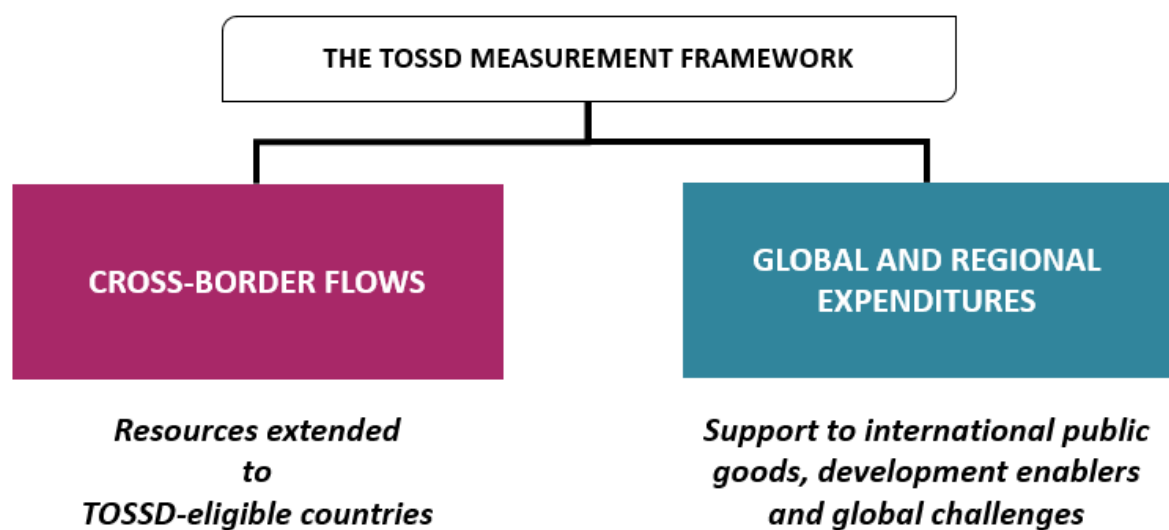 THE TOSSD MEASUREMENT FRAMEWORK
CROSS-BORDER FLOWS
Resources extended
to
TOSSD-eligible countries
GLOBAL AND REGIONAL
EXPENDITURES
Support to international public
goods, development enablers
and global challenges